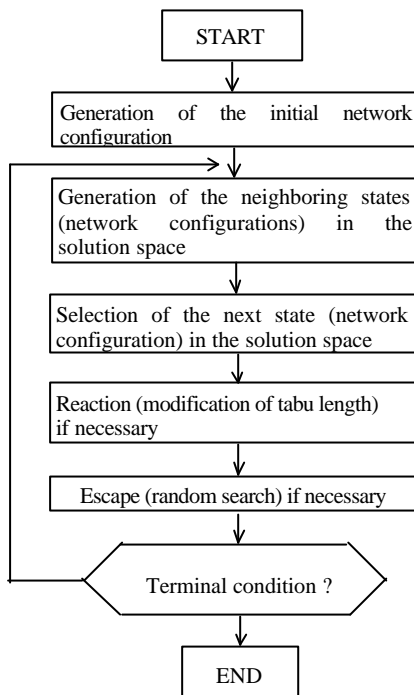 START
Generation of the initial network
configuration
Generation of the neighboring states
(network configurations) in the
solution space
Selection of the next state (network
configuration) in the solution space
Reaction (modification of tabu length)
if necessary
Escape (random search) if necessary
Terminal condition ?
END